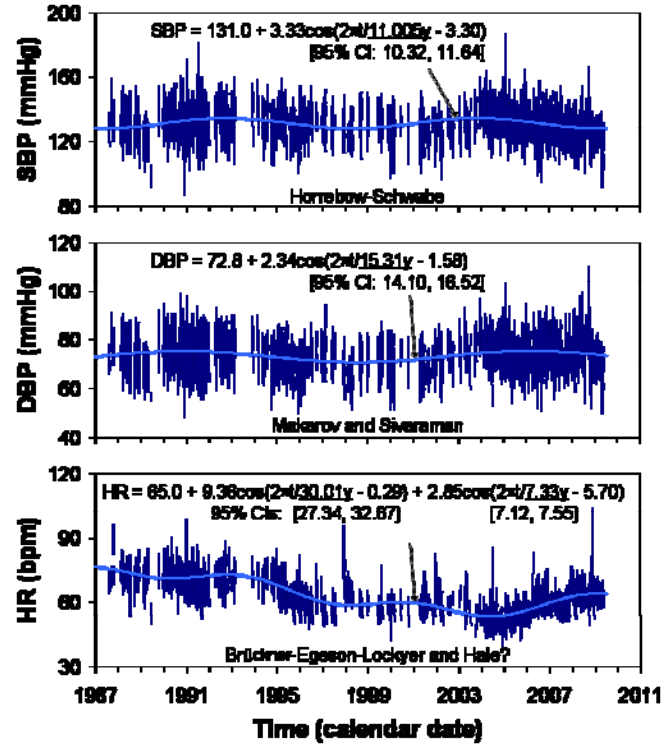 SBP = 131.0 + 3.33cos(2πt/11.005y - 3.30)
[95% CI: 10.32, 11.64[
200
160
120
80
SBP (mmHg)
Horrebow-Schwabe
DBP = 72.8 + 2.34cos(2πt/15.31y - 1.58)
[95% CI: 14.10, 16.52[
120
100
80
60
40
DBP (mmHg)
Makarov and Sivaraman
HR = 65.0 + 9.36cos(2πt/30.01y - 0.29) + 2.85cos(2πt/7.33y - 5.70)
95% CIs: [27.34, 32.67] [7.12, 7.55]
120
90
60
30
HR (bpm)
Brückner-Egeson-Lockyer and Hale?
1987 1991 1995 1999 2003 2007 2011
Time (calendar date)